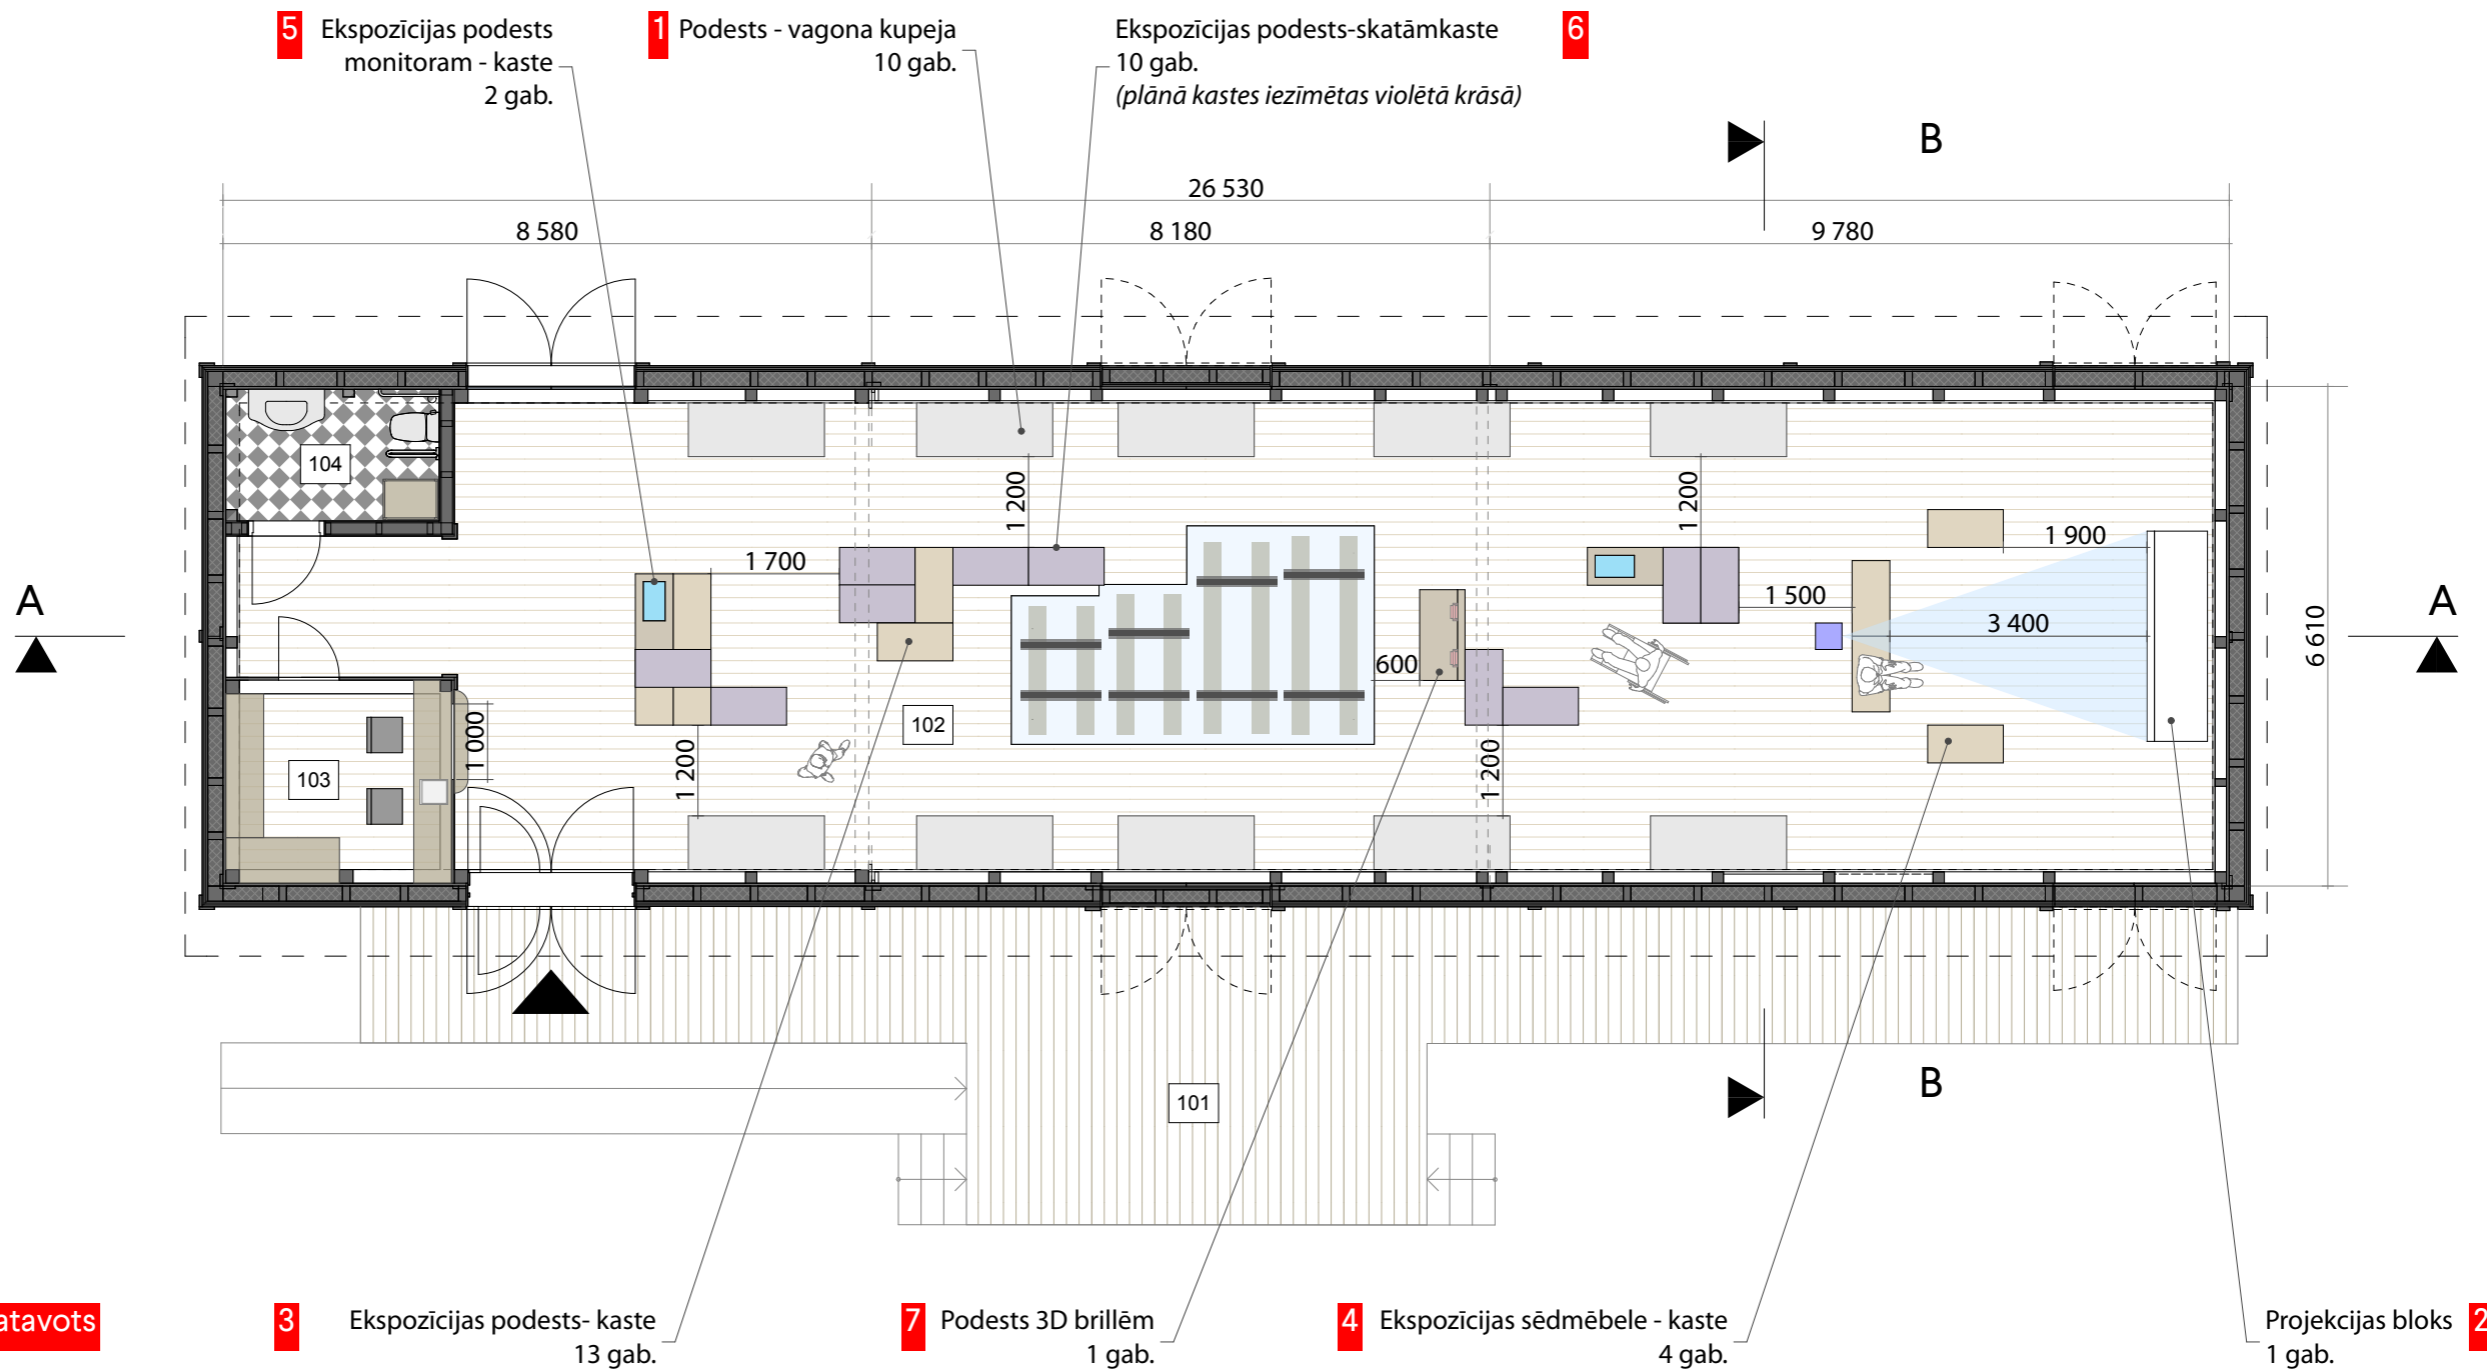 5 Ekspozīcijas podests
monitoram - kaste
2 gab.
1 Podests - vagona kupeja
10 gab.
Ekspozīcijas podests-skatāmkaste 6
10 gab.
(plānā kastes iezīmētas violētā krāsā)
B
26 530
8 580
8 180
9 780
104
1 200
1 200
1 900
1 700
1 500
3 400
A
A
6 610
600
102
1 000
1 200
1 200
103
101
B
atavots
3 Ekspozīcijas podests- kaste
13 gab.
7 Podests 3D brillēm
1 gab.
4 Ekspozīcijas sēdmēbele - kaste
4 gab.
Projekcijas bloks 2
1 gab.